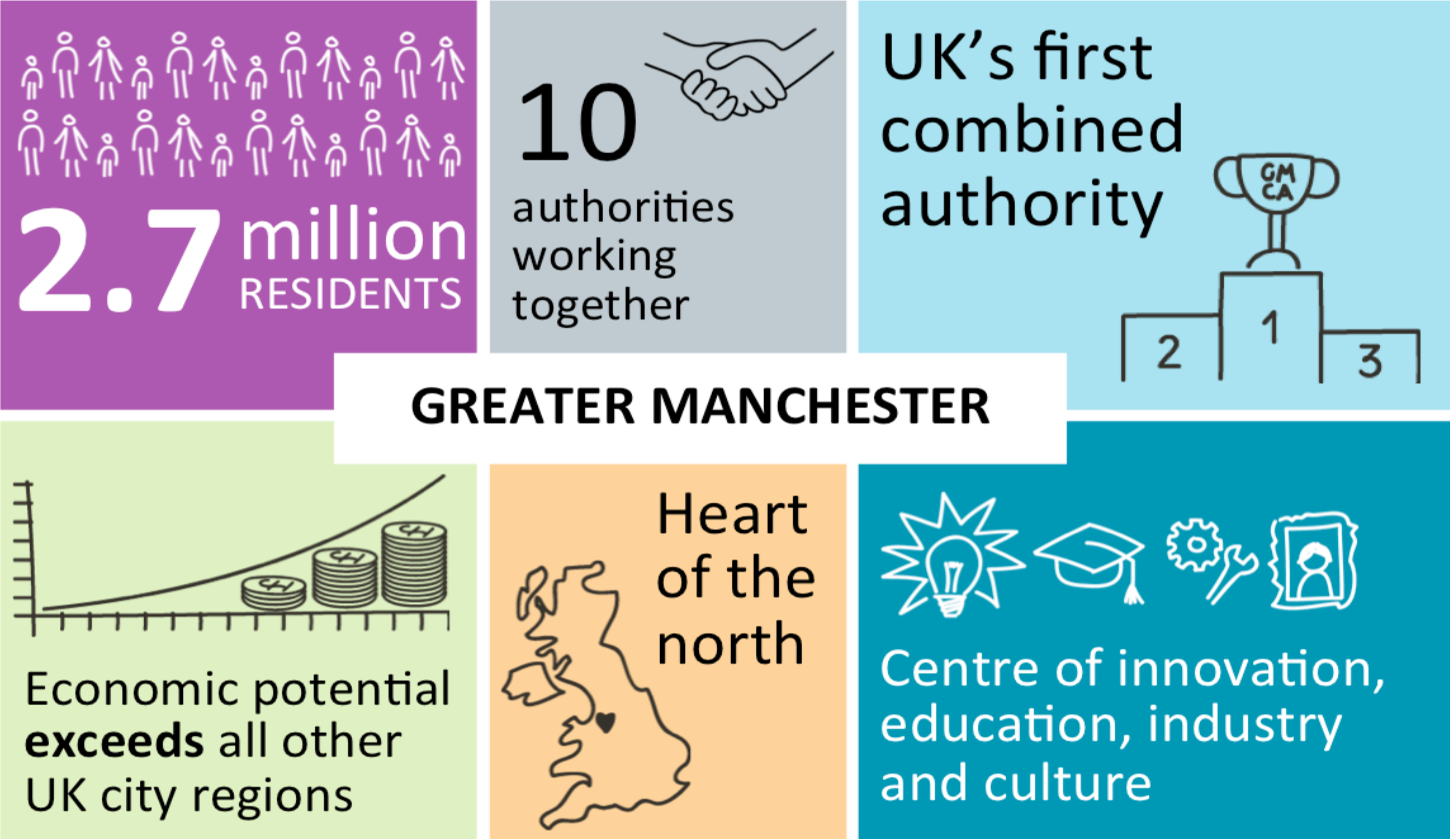 2.7 million
RESIDENTS
10
authorities
working
together
UK's first
combined
authority
GM
CA
2
1
3
GREATER MANCHESTER
Economic potential
exceeds all other
UK city regions
Heart
of the
north
Centre of innovation,
education, industry
and culture